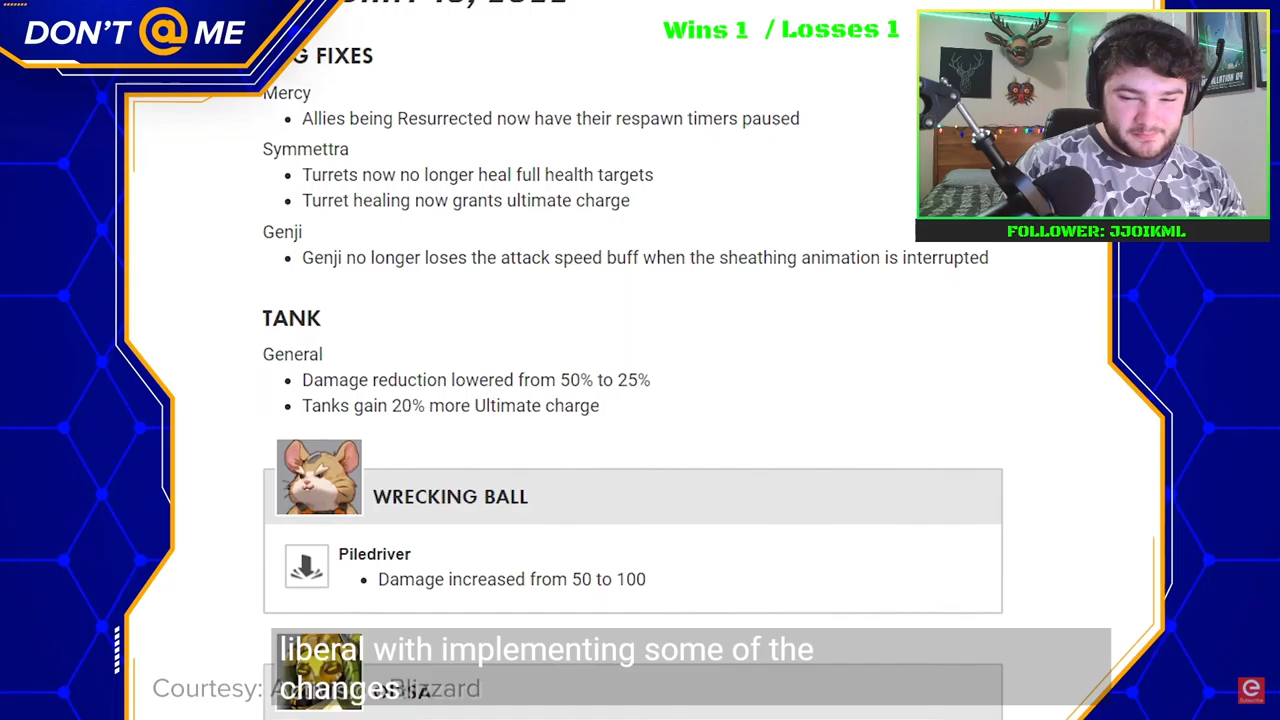 DON'T @ ME
Wins 1 / Losses 1
FIXES
Mercy
Allies being Resurrected now have their respawn timers paused
Symmettra
Turrets now no longer heal full health targets
Turret healing now grants ultimate charge
Genji
Genji no longer loses the attack speed buff when the sheathing animation is interrupted
FOLLOWER: JJOIKML
TANK
General
Damage reduction lowered from 50% to 25%
Tanks gain 20% more Ultimate charge
WRECKING BALL
Piledriver
Damage increased from 50 to 100
liberal with implementing some of the
changes
Courtesy: Blizzard
Subscribe